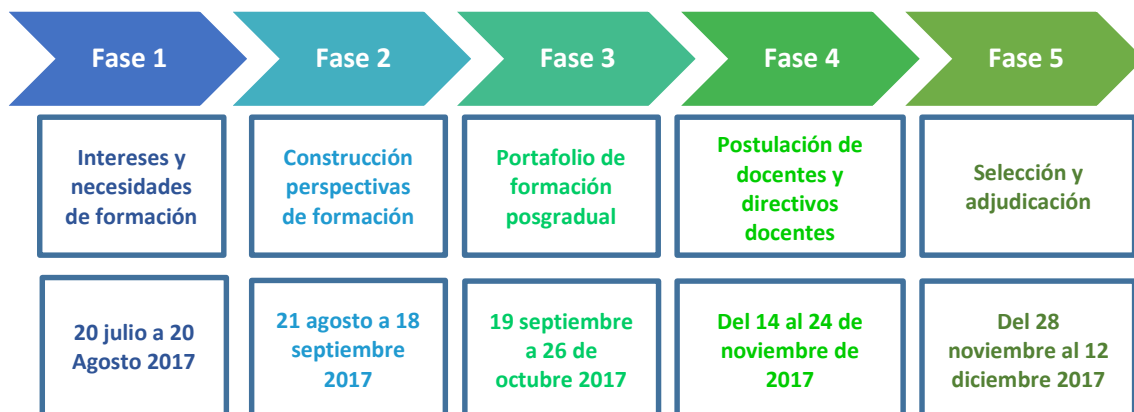 Fase 1
Fase 2
Fase 3
Fase 4
Fase 5
Intereses y
necesidades
de formación
Construcción
perspectivas
de formación
Portafolio de
formación
posgradual
Postulación de
docentes y
directivos
docentes
Selección y
adjudicación
20 julio a 20
Agosto 2017
21 agosto a 18
septiembre
2017
19 septiembre
a 26 de
octubre 2017
Del 14 al 24 de
noviembre de
2017
Del 28
noviembre al 12
diciembre 2017